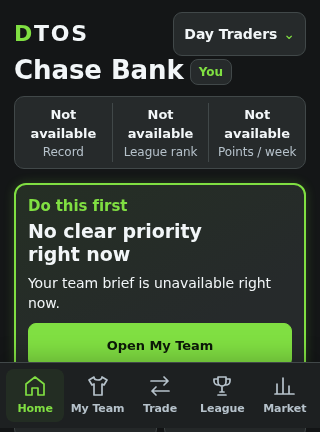 DTOS
Day Traders
Chase Bank
You
Not available
Record
Not available
League rank
Not available
Points / week
Do this first
No clear priority
right now
Your team brief is unavailable right
now.
Open My Team
Home
My Team
Trade
League
Market